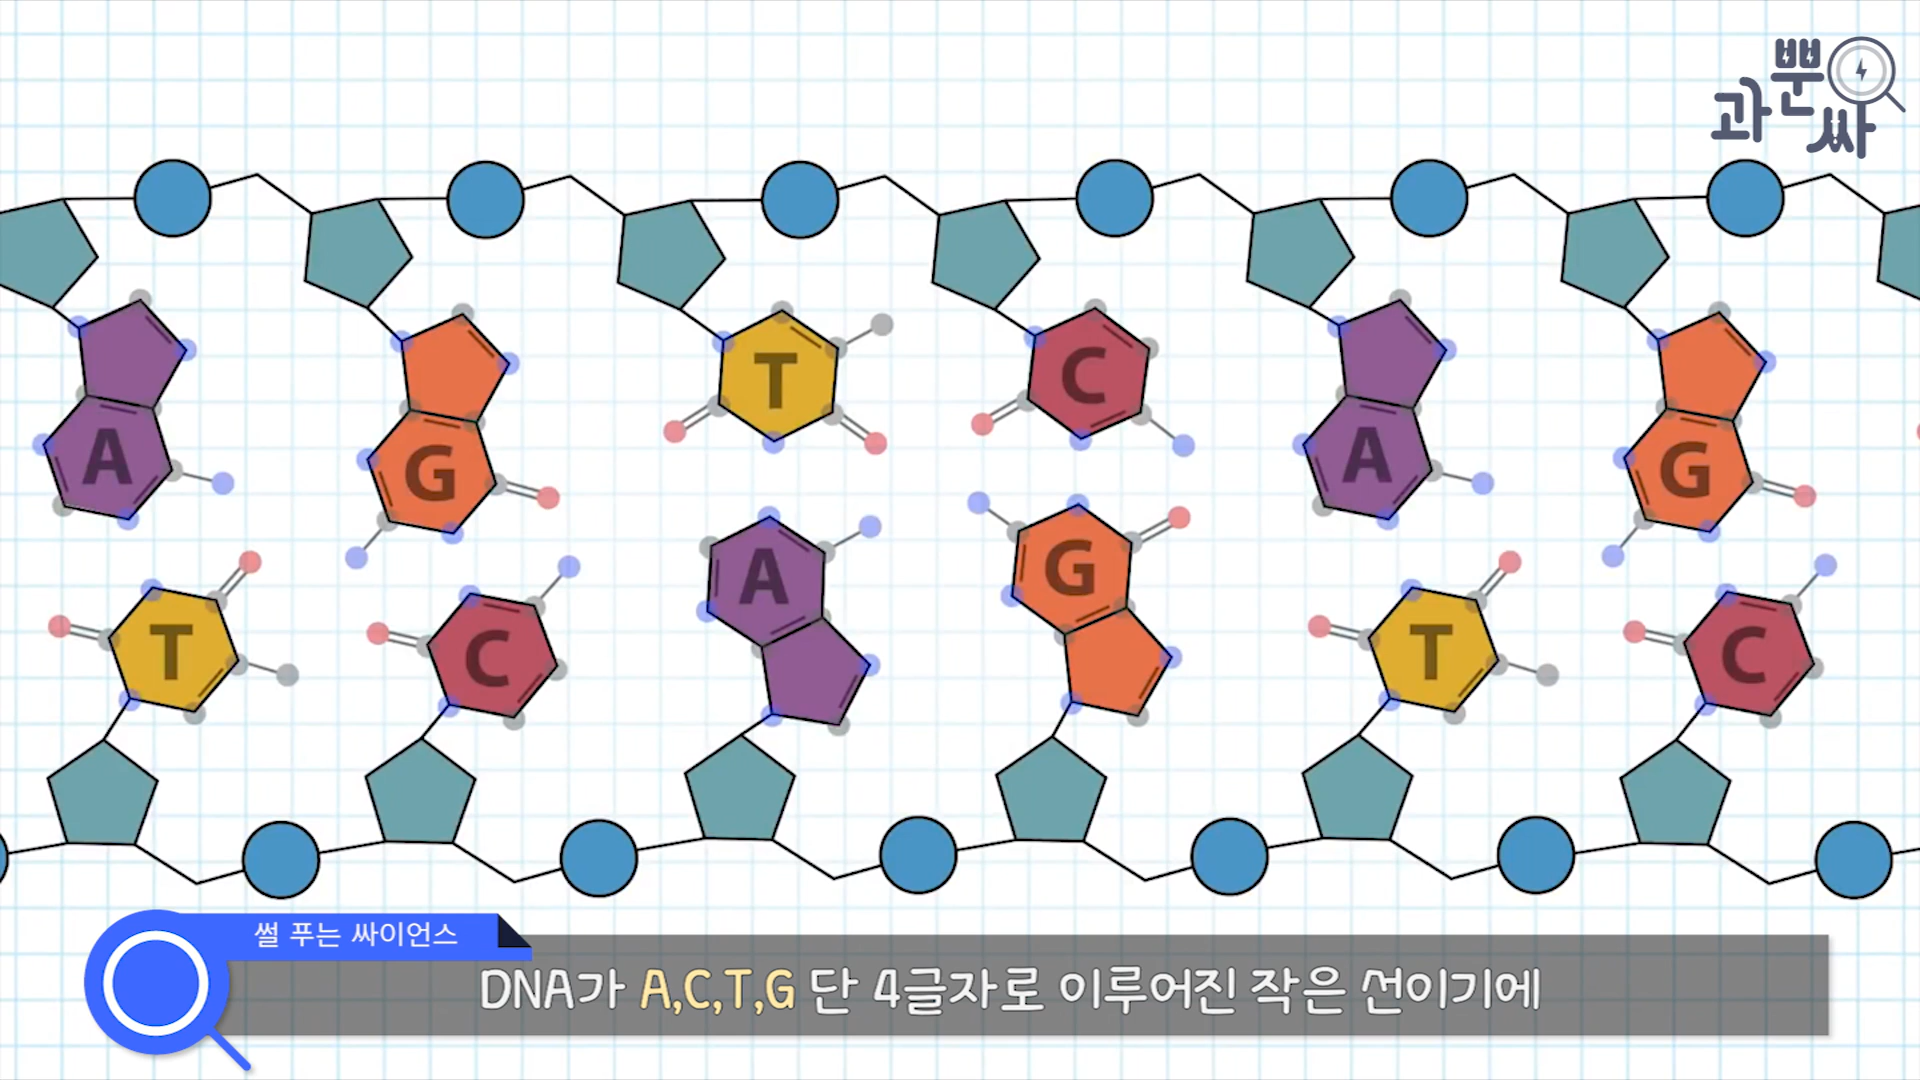 과뿐싸
A G T C A G
T C A G T C
썰 푸는 싸이언스
DNA가 A,C,T,G 단 4글자로 이루어진 작은 선이기에